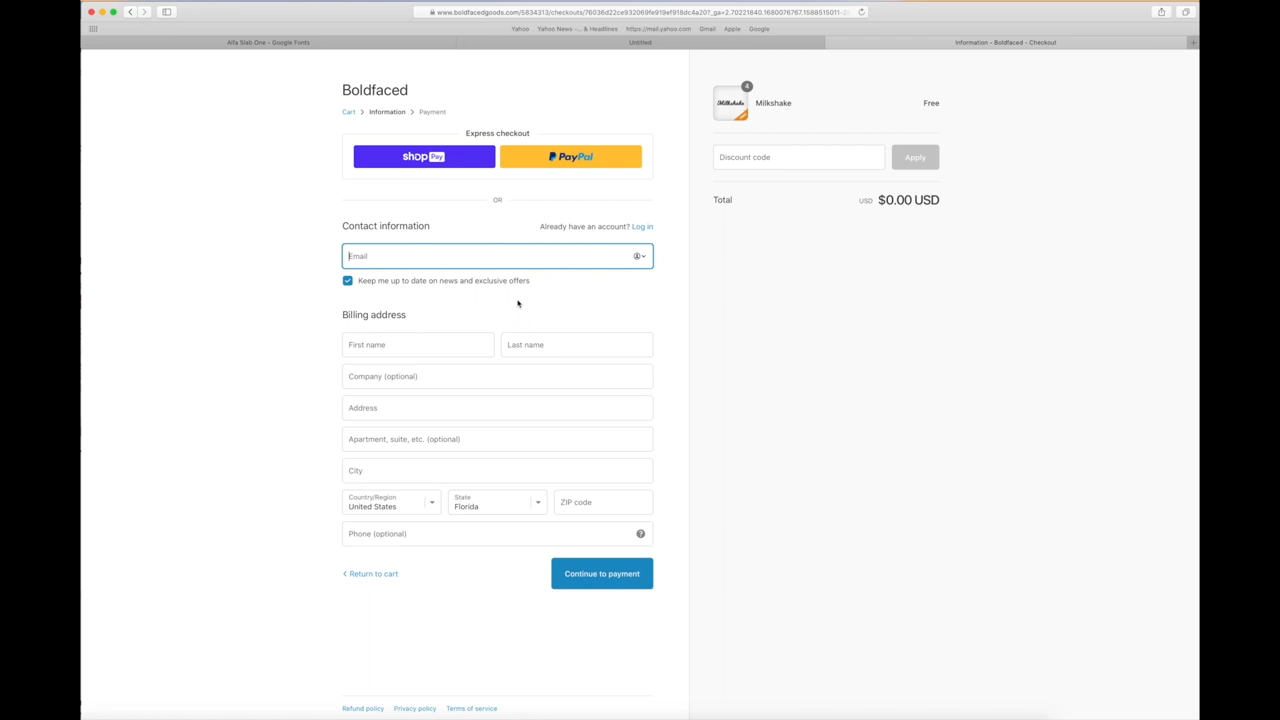 www.boldfacedgoods.com/5834313/checkouts/76036d22ce932069fe919ef918dc4a20?_ga=2.70221840.1680076767.1588515011-2
Yahoo Yahoo News -... & Headlines https://mail.yahoo.com Gmail Apple Google
Alfa Slab One - Google Fonts
Untitled
Information - Boldfaced - Checkout
Boldfaced
Cart > Information > Payment
Express checkout
shop Pay
PayPal
OR
Contact information
Already have an account? Log in
Email
Keep me up to date on news and exclusive offers
Billing address
First name
Last name
Company (optional)
Address
Apartment, suite, etc. (optional)
City
Country/Region
United States
State
Florida
ZIP code
Phone (optional)
?
< Return to cart
Continue to payment
Refund policy Privacy policy Terms of service
4
Milkshake
Milkshake
Free
Discount code
Apply
Total
USD $0.00 USD